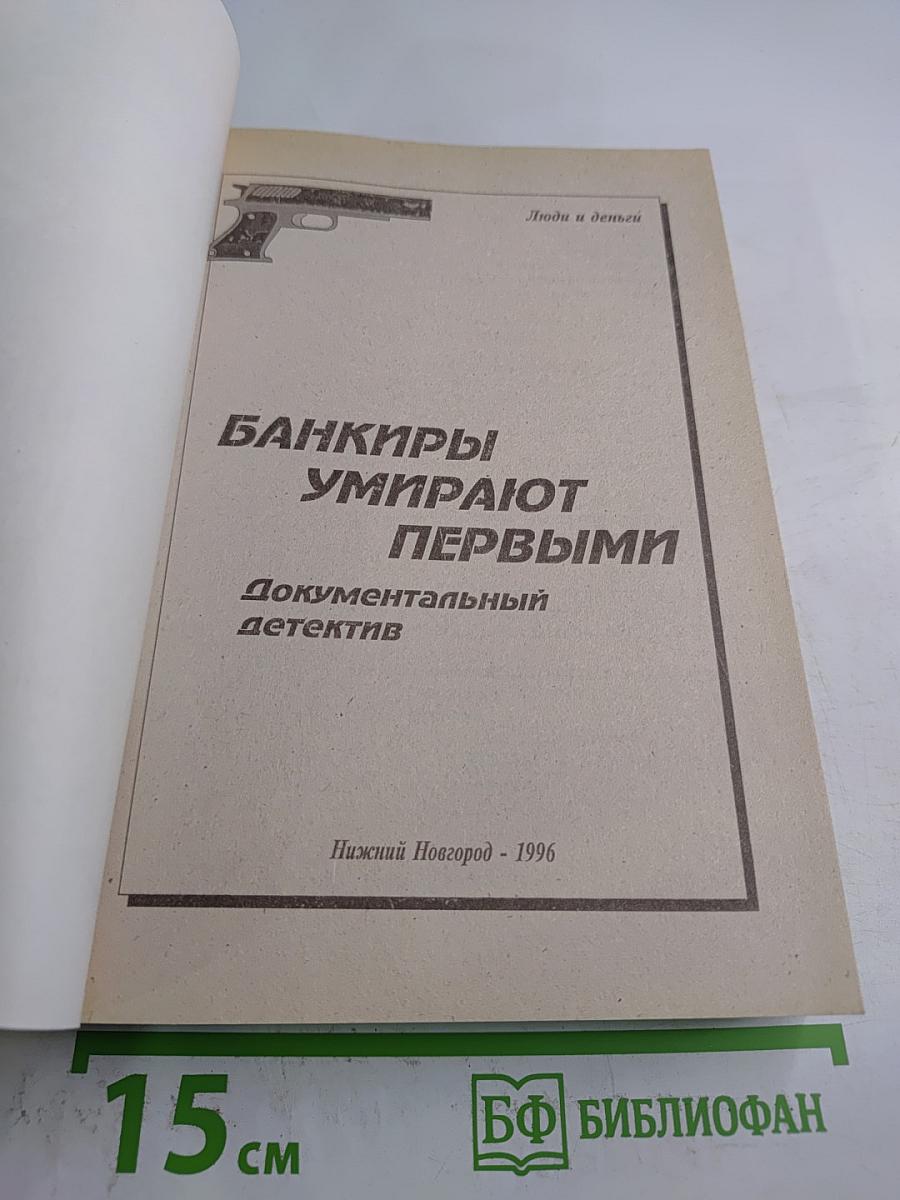 Люди и деньги
БАНКИРЫ
УМИРАЮТ
ПЕРВЫМИ
Документальный
детектив
Нижний Новгород - 1996
15 см
БФ БИБЛИОФАН